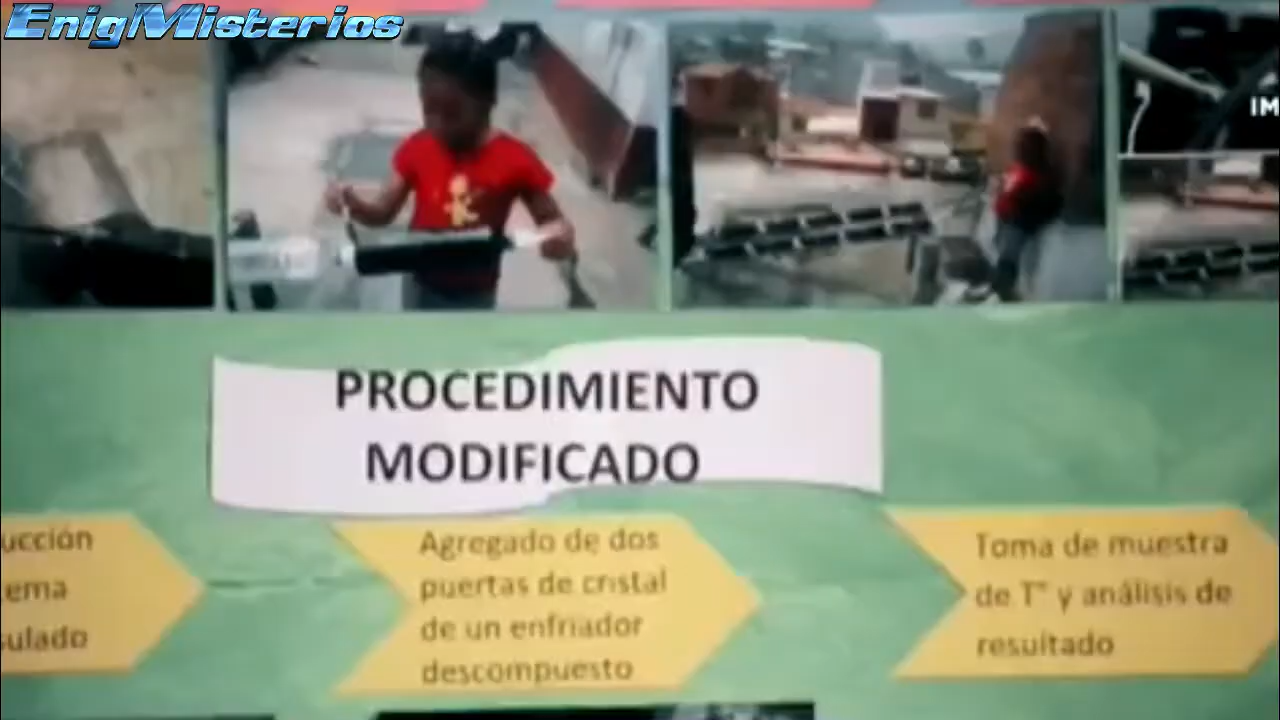 EnigMisterios
IM
PROCEDIMIENTO
MODIFICADO
ucción
ema
sulado
Agregado de dos
puertas de cristal
de un enfriador
descompuesto
Toma de muestra
de T° y análisis de
resultado